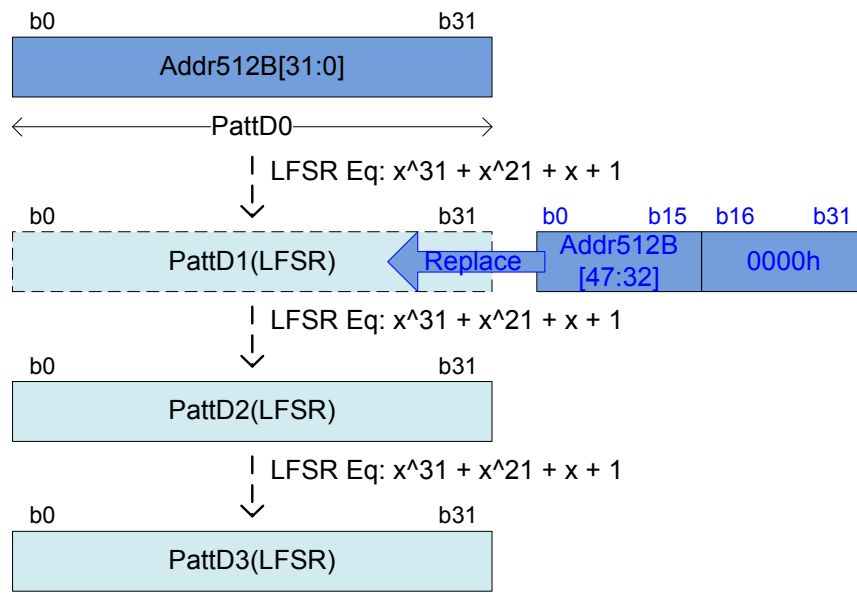 b0 b31
Addr512B[31:0]
PattD0
LFSR Eq: x^31 + x^21 + x + 1
b0 b31 b0 b15 b16 b31
PattD1(LFSR) Replace Addr512B 0000h
[47:32]
LFSR Eq: x^31 + x^21 + x + 1
b0 b31
PattD2(LFSR)
LFSR Eq: x^31 + x^21 + x + 1
b0 b31
PattD3(LFSR)